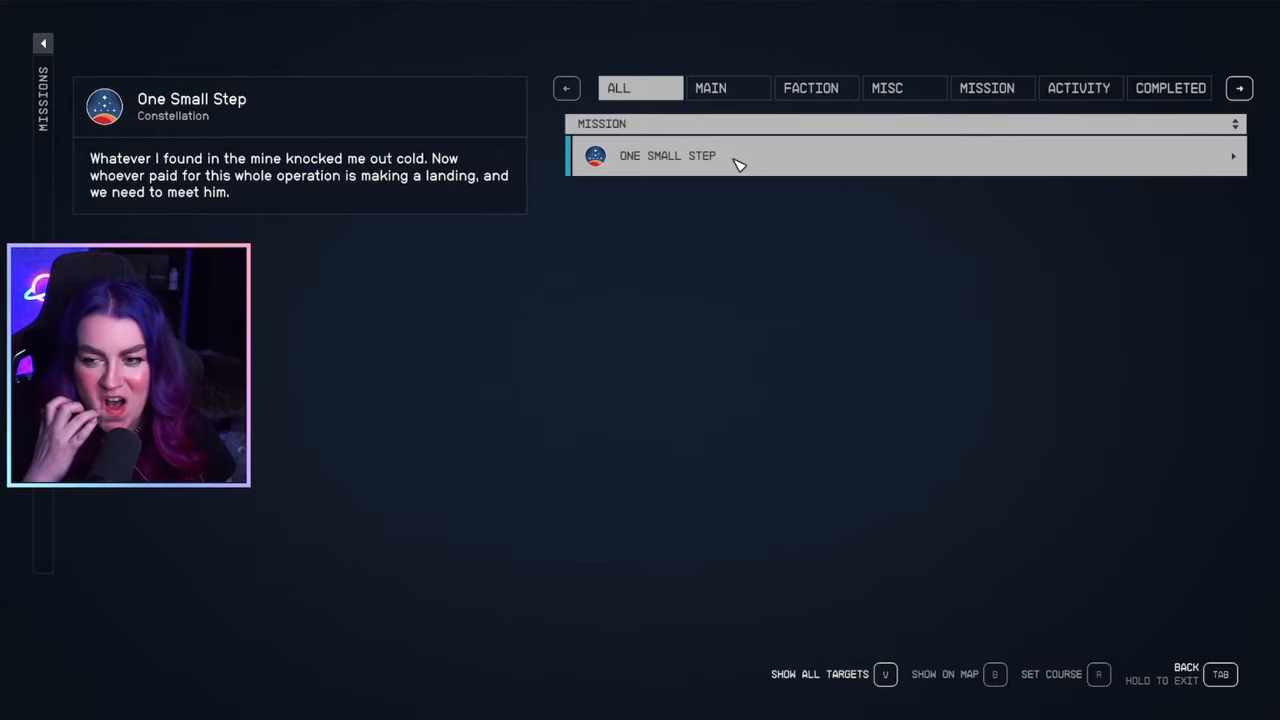 MISSIONS
One Small Step
Constellation
Whatever I found in the mine knocked me out cold. Now
whoever paid for this whole operation is making a landing, and
we need to meet him.
ALL MAIN FACTION MISC MISSION ACTIVITY COMPLETED
MISSION
ONE SMALL STEP
SHOW ALL TARGETS V SHOW ON MAP B SET COURSE R BACK TAB
HOLD TO EXIT